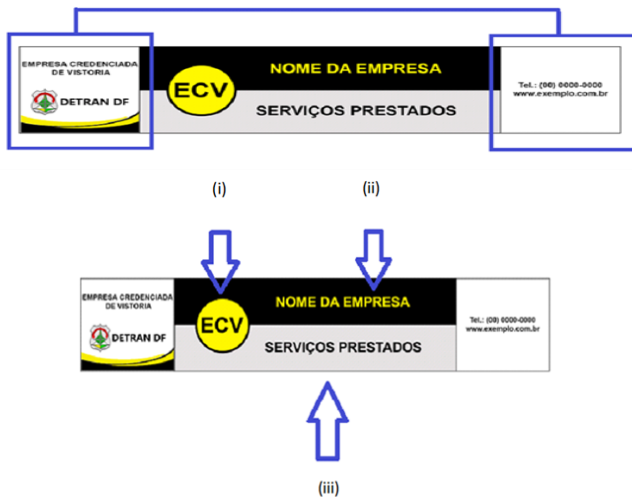 EMPRESA CREDENCIADA
DE VISTORIA
DETRAN DF
ECV
NOME DA EMPRESA
SERVIÇOS PRESTADOS
Tel.: (00) 0000-0000
www.exemplo.com.br
(i)
(ii)
EMPRESA CREDENCIADA
DE VISTORIA
DETRAN DF
ECV
NOME DA EMPRESA
SERVIÇOS PRESTADOS
Tel.: (00) 0000-0000
www.exemplo.com.br
(iii)